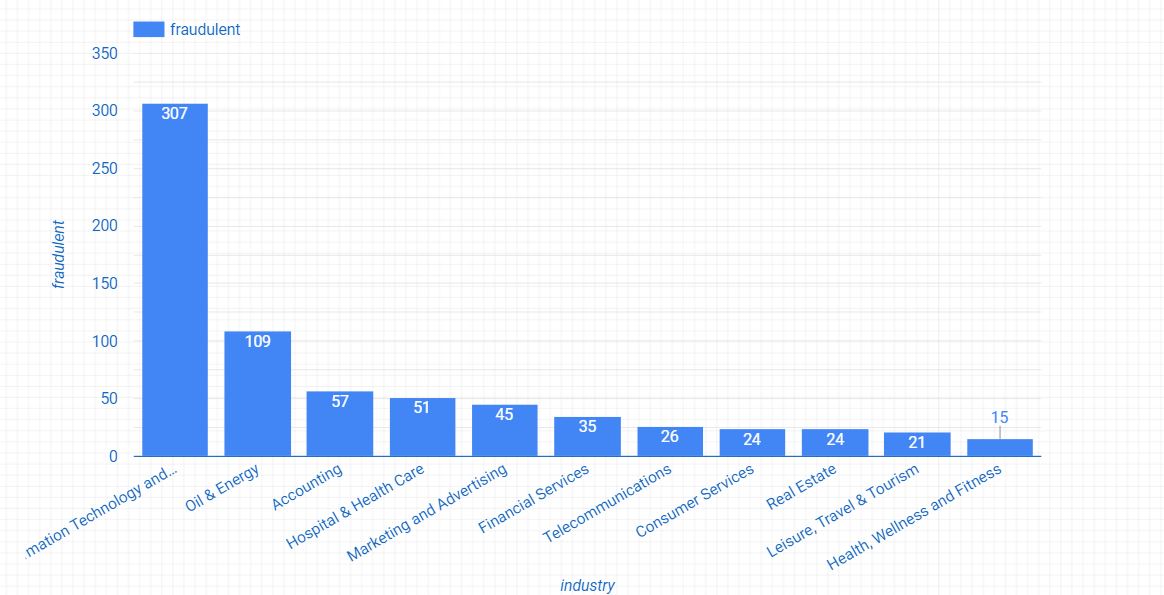 fraudulent
350
300
250
200
150
100
50
0
fraudulent
307
109
57
51
45
35
26
24
24
21
15
.mation Technology and...
Oil & Energy
Accounting
Hospital & Health Care
Marketing and Advertising
Financial Services
Telecommunications
Consumer Services
Real Estate
Leisure, Travel & Tourism
Health, Wellness and Fitness
industry